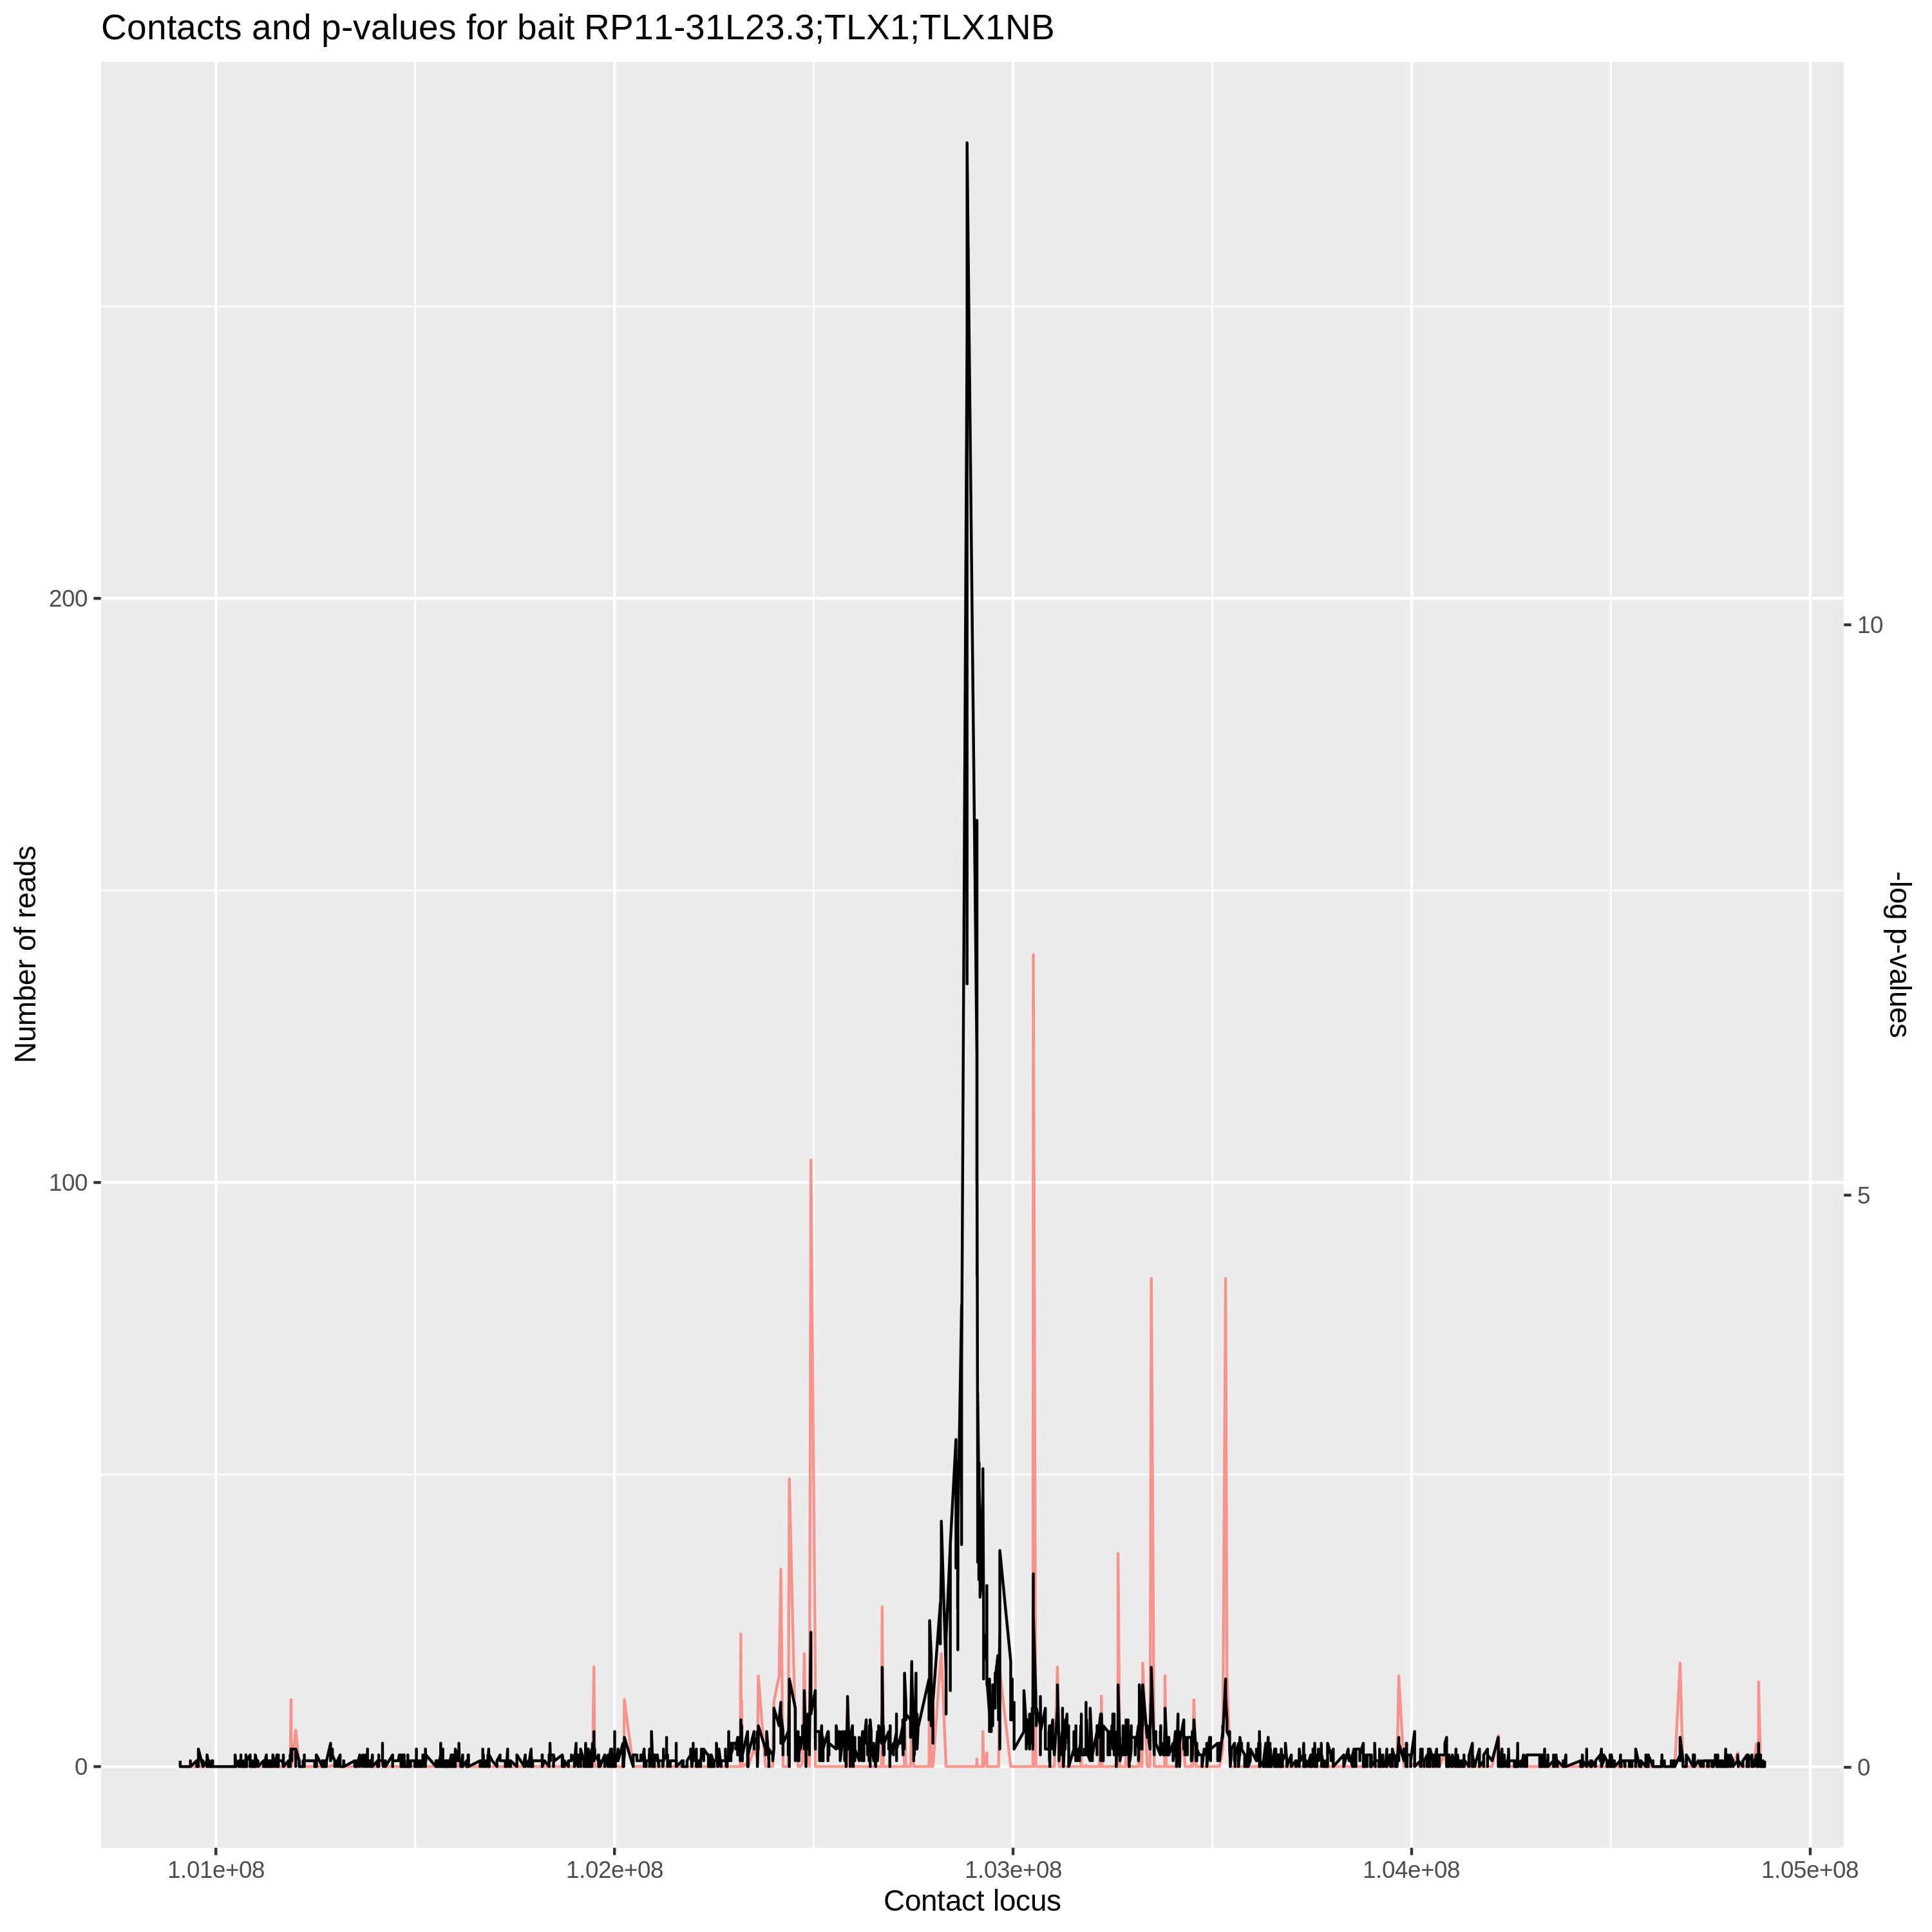 Contacts and p-values for bait RP11-31L23.3;TLX1;TLX1NB
Number of reads
200
100
0
10
5
0
-log p-values
1.01e+08 1.02e+08 1.03e+08 1.04e+08 1.05e+08
Contact locus